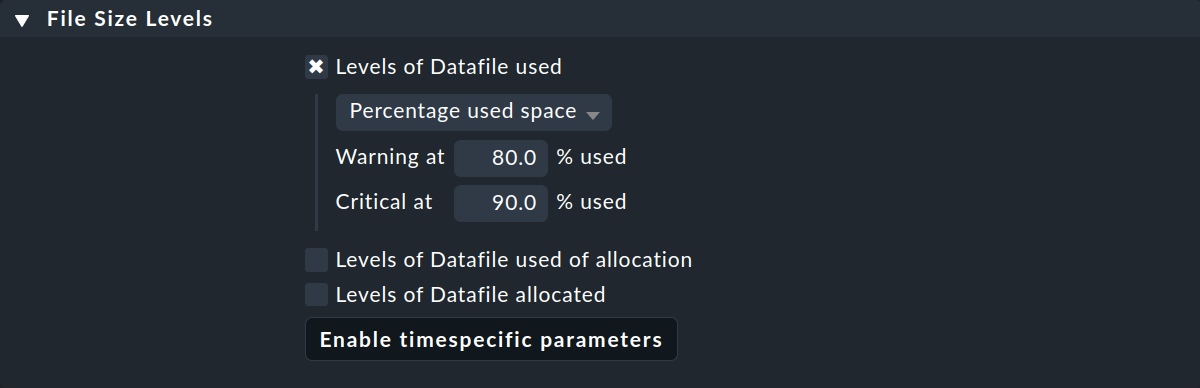 File Size Levels
Levels of Datafile used
Percentage used space
Warning at 80.0 % used
Critical at 90.0 % used
Levels of Datafile used of allocation
Levels of Datafile allocated
Enable timespecific parameters